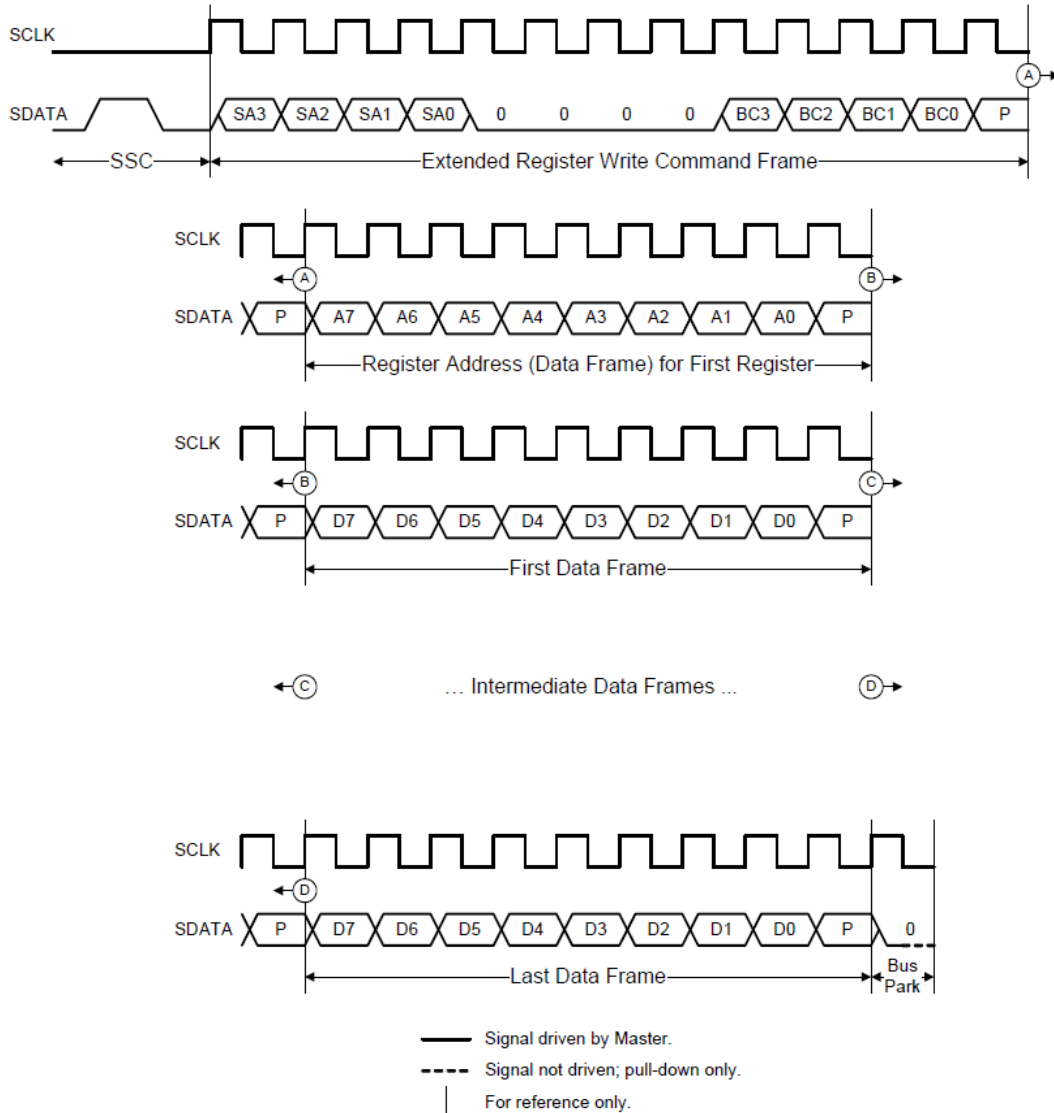 SCLK
A
SDATA SA3 SA2 SA1 SA0 0 0 0 0 BC3 BC2 BC1 BC0 P
SSC Extended Register Write Command Frame
SCLK
A B
SDATA P A7 A6 A5 A4 A3 A2 A1 A0 P
Register Address (Data Frame) for First Register
SCLK
B C
SDATA P D7 D6 D5 D4 D3 D2 D1 D0 P
First Data Frame
C ... Intermediate Data Frames ... D
SCLK
D
SDATA P D7 D6 D5 D4 D3 D2 D1 D0 P 0
Last Data Frame Bus
Park
Signal driven by Master.
Signal not driven; pull-down only.
For reference only.